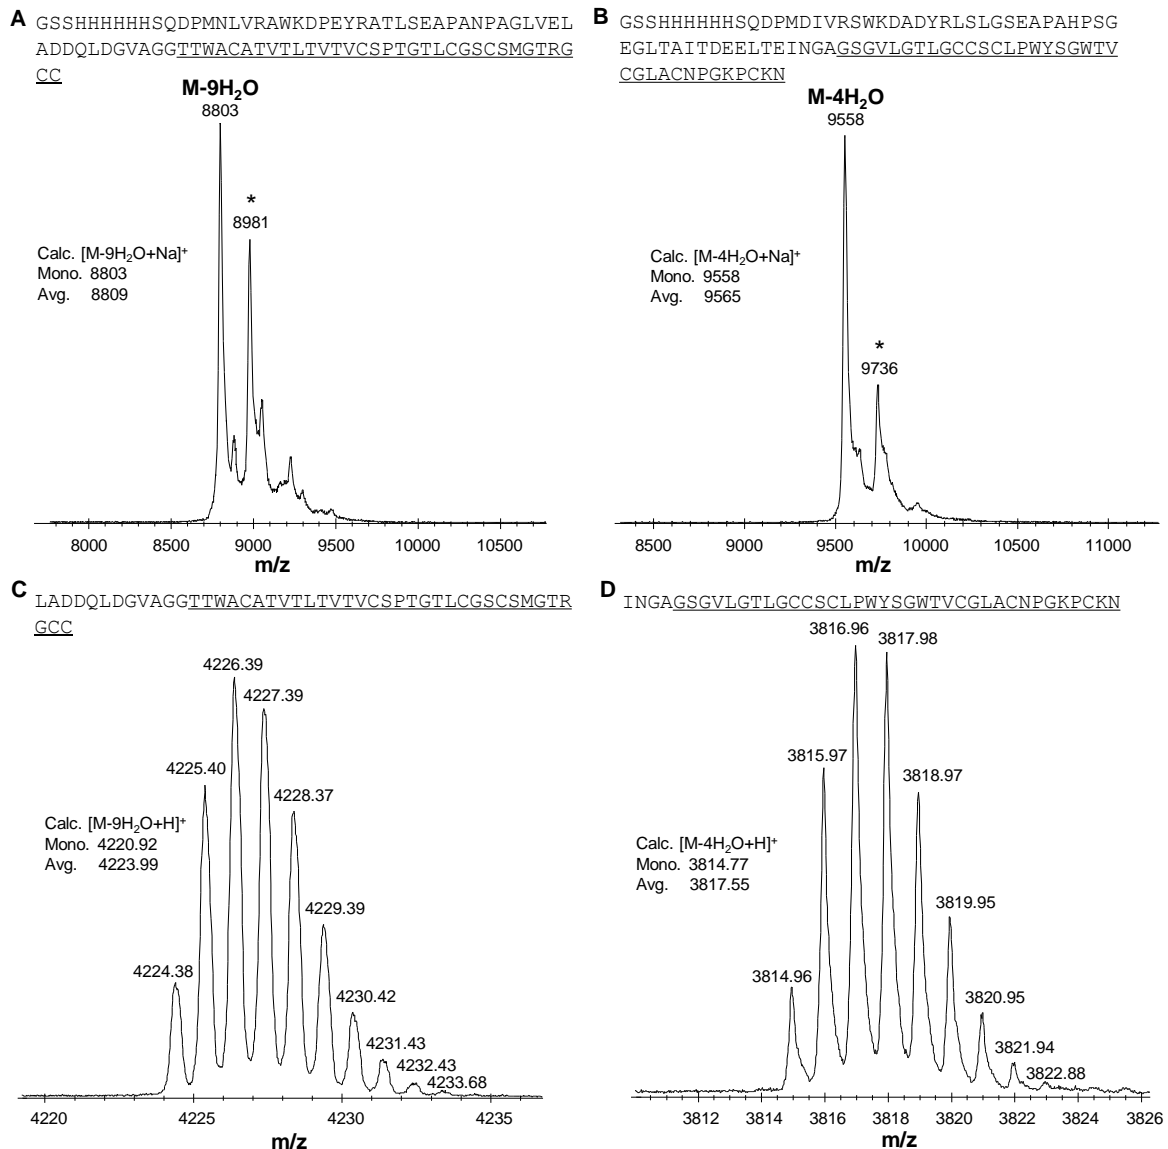 A
GSSHHHHHHSQDPMNLVRAWKDPEYRATLSEAPANPAGLVEL
ADDQLDGVAGGTTWACATVTLTVTVCSPTGTLCGSCSMGTRG
CC
M-9H₂O
8803
*
8981
Calc. [M-9H₂O+Na]⁺
Mono. 8803
Avg. 8809
8000 8500 9000 9500 10000 10500
m/z
B
GSSHHHHHHSQDPMDIVRSWKDADYRLSLGSEAPAHPSG
EGLTAITDEELTEINGAGSGVLGTLGCCSCLPWYSGWTV
CGLACNPGKPCKN
M-4H₂O
9558
*
9736
Calc. [M-4H₂O+Na]⁺
Mono. 9558
Avg. 9565
8500 9000 9500 10000 10500 11000
m/z
C
LADDQLDGVAGGTTWACATVTLTVTVCSPTGTLCGSCSMGTR
GCC
4226.39
4227.39
4225.40
4228.37
Calc. [M-9H₂O+H]⁺
Mono. 4220.92
Avg. 4223.99
4229.39
4224.38
4230.42
4231.43
4232.43
4233.68
4220 4225 4230 4235
m/z
D
INGAGSGVLGTLGCCSCLPWYSGWTVCGLACNPGKPCKN
3816.96
3817.98
3815.97
3818.97
Calc. [M-4H₂O+H]⁺
Mono. 3814.77
Avg. 3817.55
3819.95
3814.96
3820.95
3821.94
3822.88
3812 3814 3816 3818 3820 3822 3824 3826
m/z